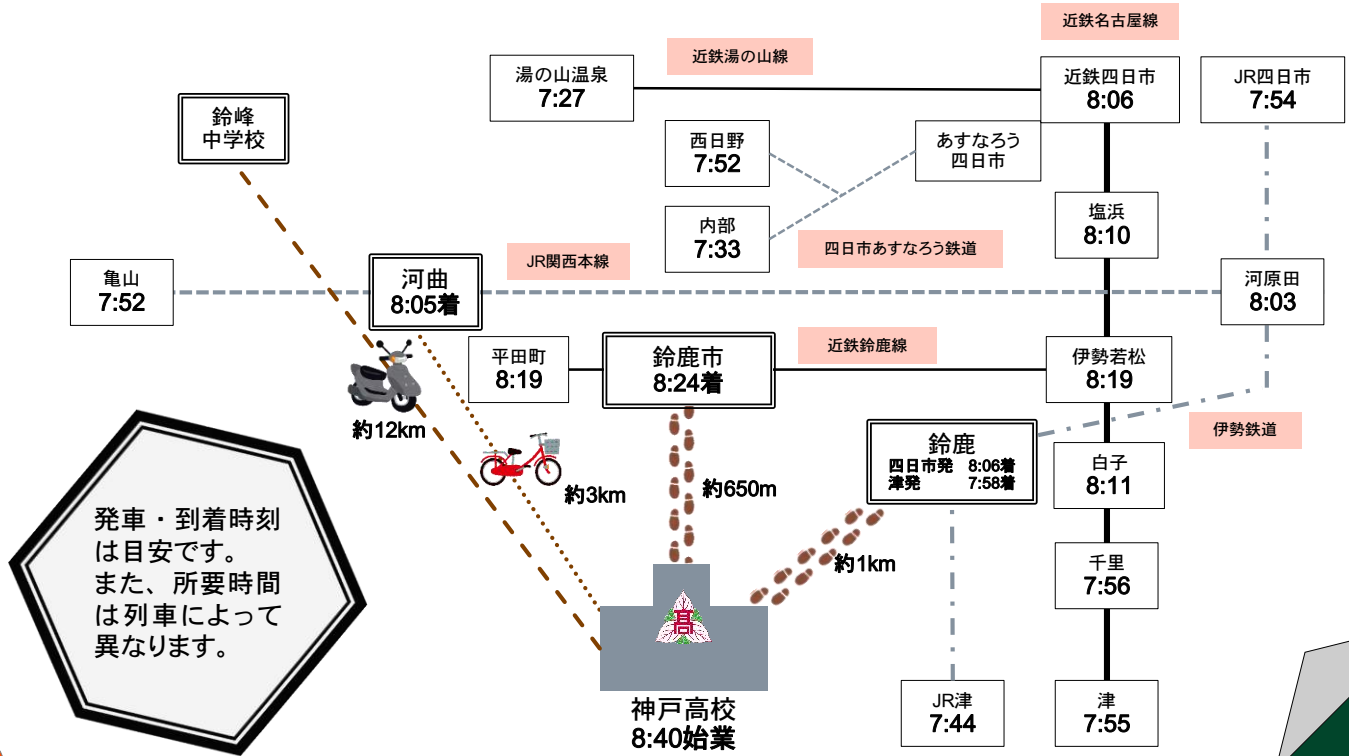 近鉄名古屋線
近鉄湯の山線
湯の山温泉
7:27
近鉄四日市
8:06
JR四日市
7:54
鈴峰
中学校
西日野
7:52
あすなろう
四日市
塩浜
8:10
内部
7:33
四日市あすなろう鉄道
JR関西本線
亀山
7:52
河曲
8:05着
河原田
8:03
平田町
8:19
鈴鹿市
8:24着
近鉄鈴鹿線
伊勢若松
8:19
約12km
伊勢鉄道
鈴鹿
四日市発 8:06着
津発 7:58着
白子
8:11
約3km
約650m
発車・到着時刻
は目安です。
また、所要時間
は列車によって
異なります。
約1km
千里
7:56
髙
JR津
7:44
津
7:55
神戸高校
8:40始業